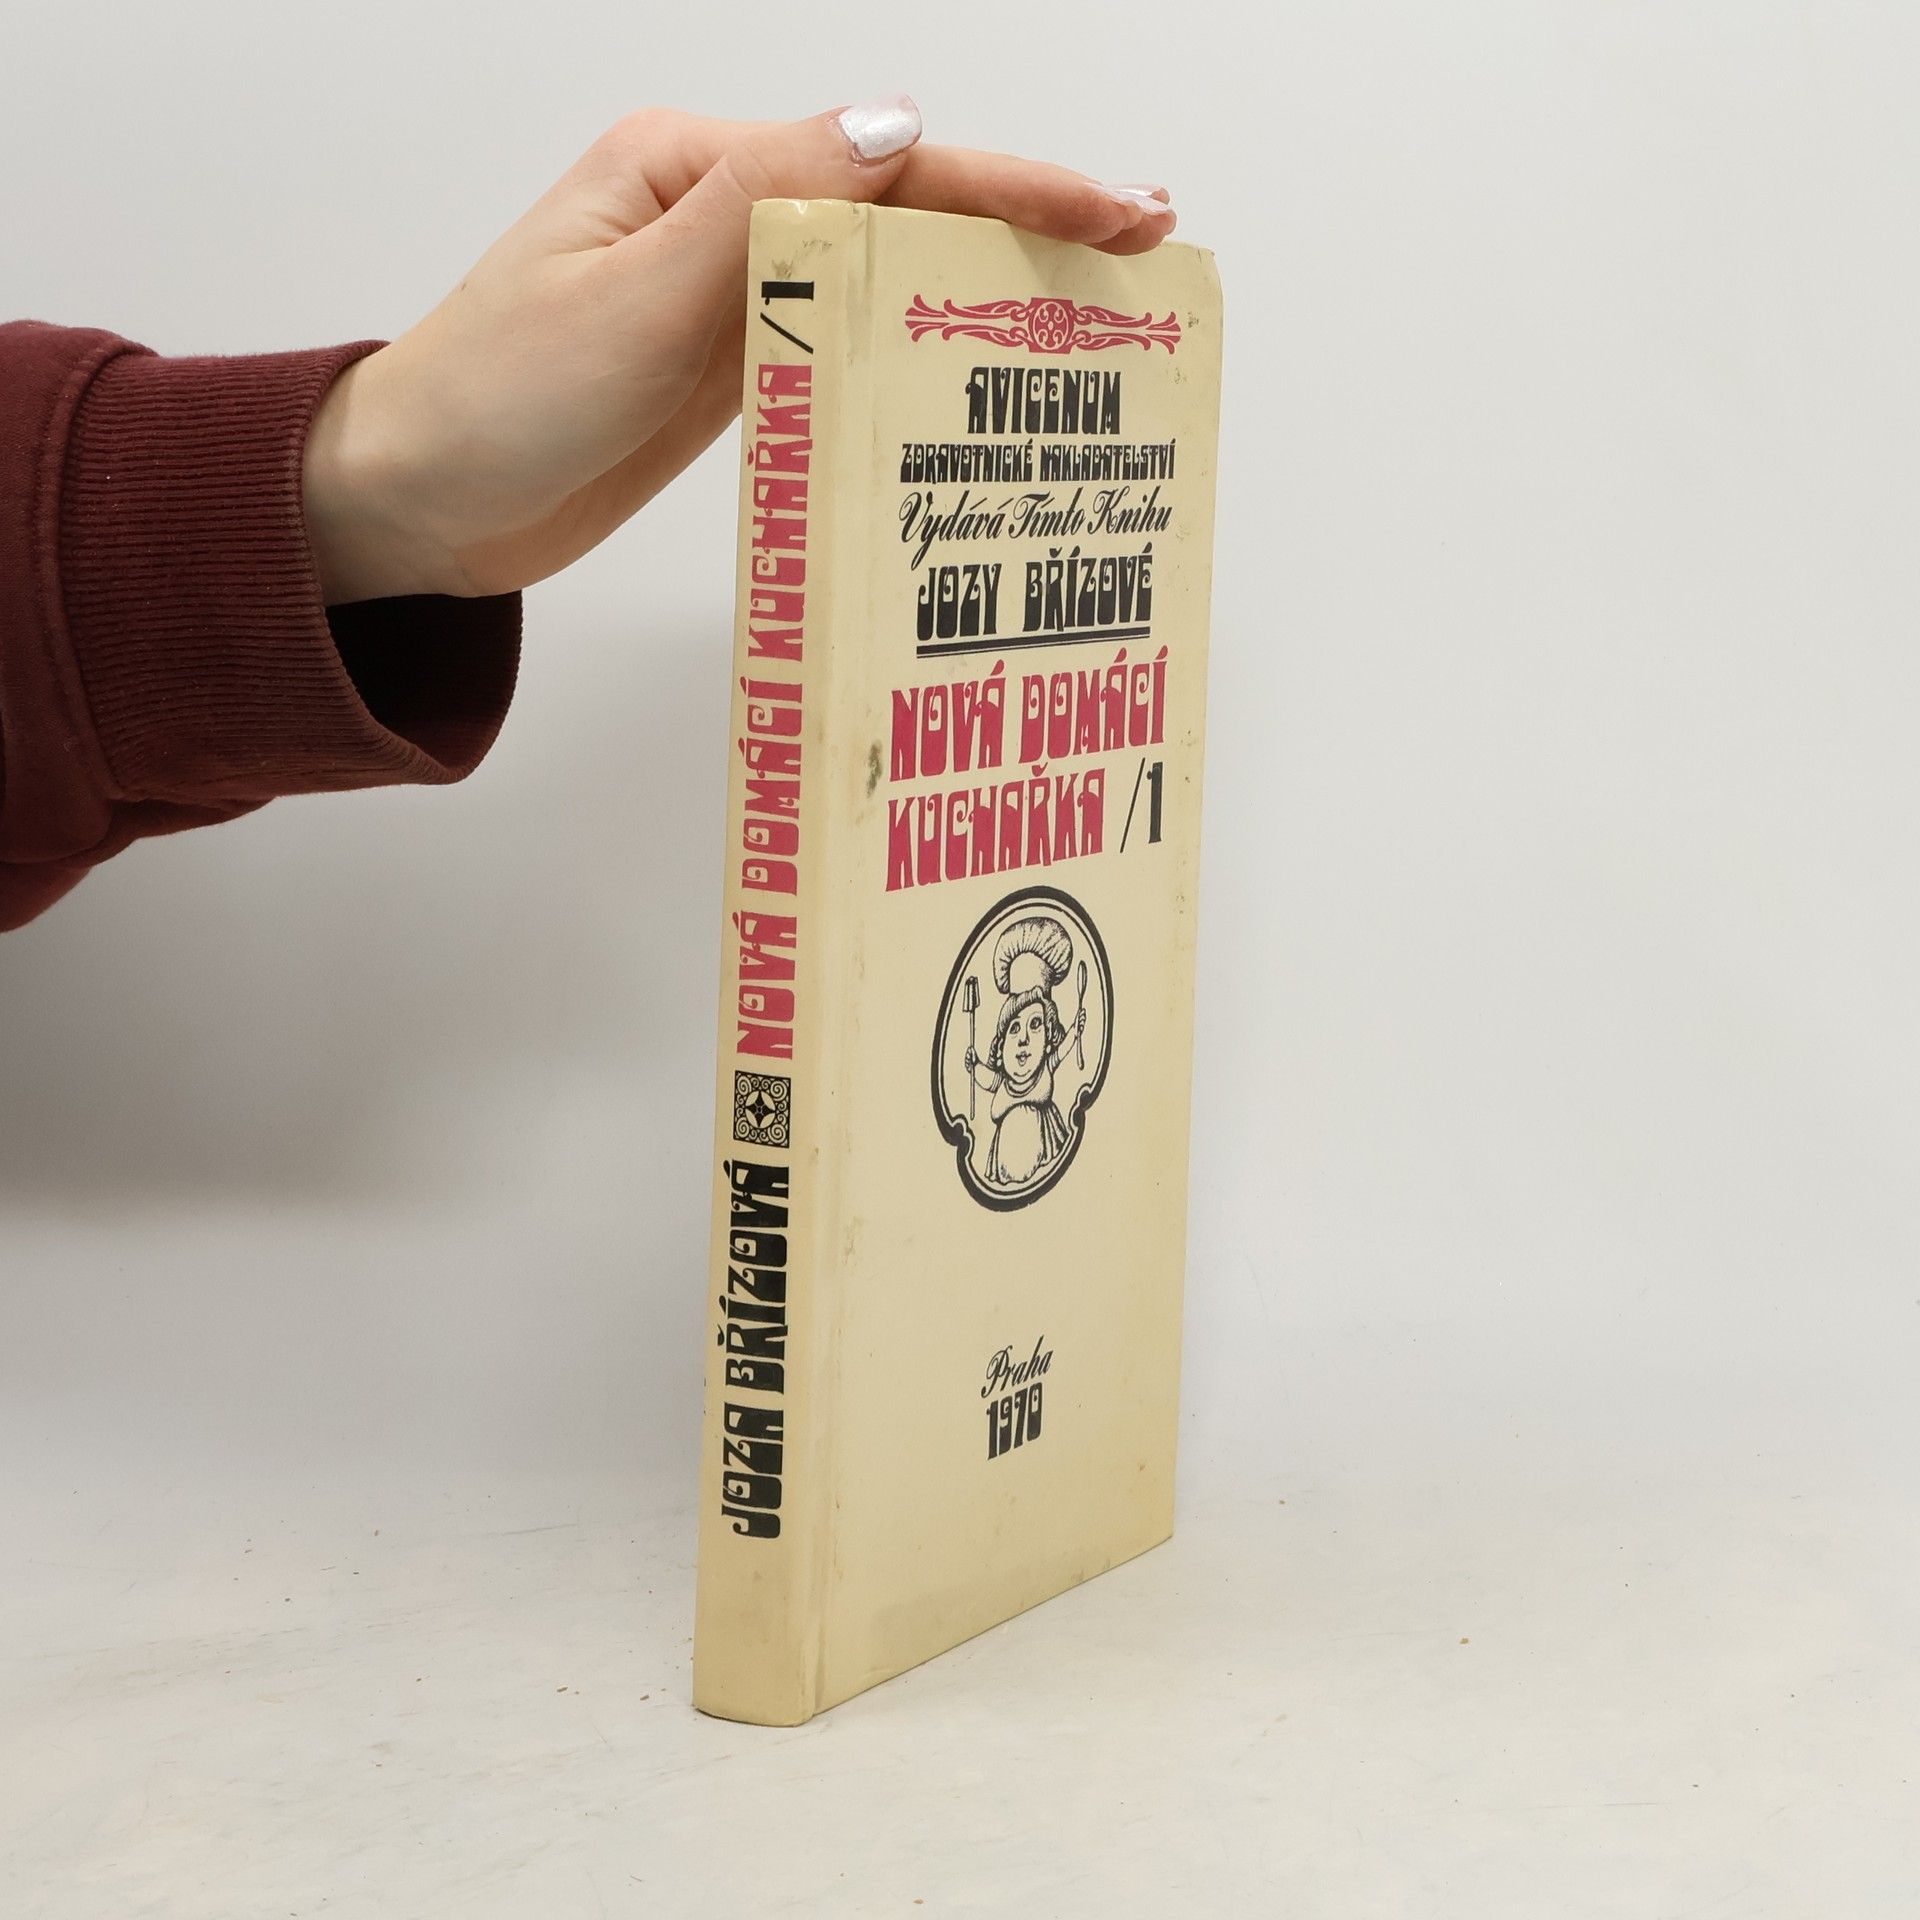 JOZA BŘÍZOVÁ NOVÁ DOMÁCÍ KUCHAŘKA /1
AVICENUM
ZDRAVOTNICKÉ NAKLADATELSTVÍ
Vydává Tímto Knihu
JOZY BŘÍZOVÉ
NOVÁ DOMÁCÍ
KUCHAŘKA /1
Praha
1970